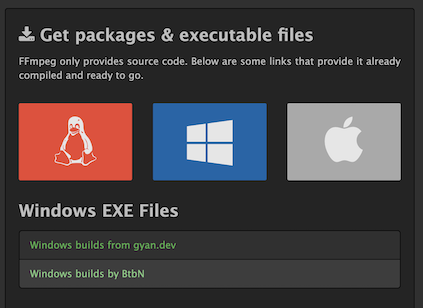 Get packages & executable files
FFmpeg only provides source code. Below are some links that provide it already
compiled and ready to go.
Windows EXE Files
Windows builds from gyan.dev
Windows builds by BtbN